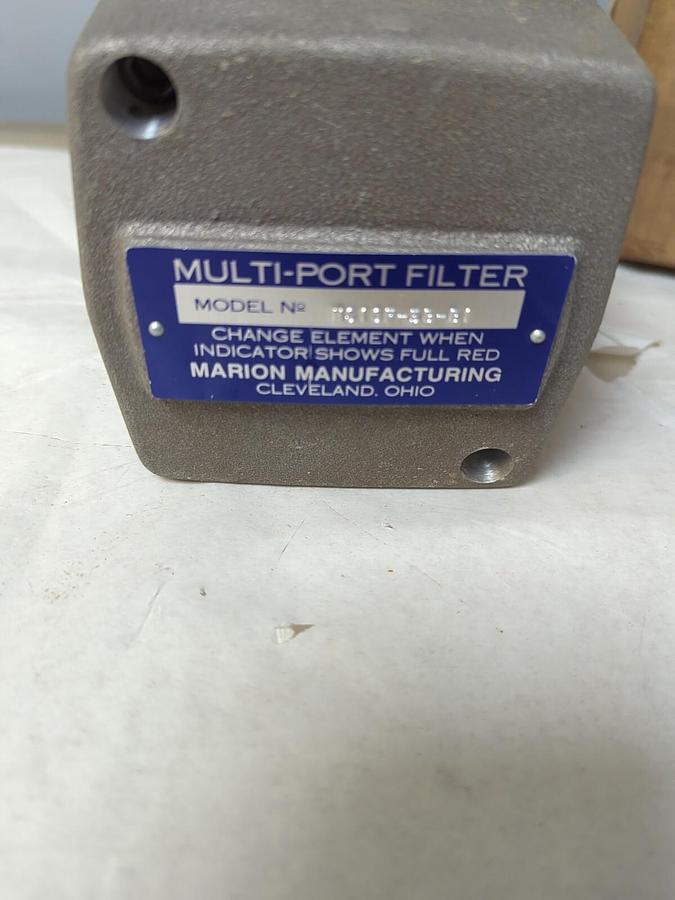 MULTI-PORT FILTER
MODEL Nº
CHANGE ELEMENT WHEN
INDICATOR SHOWS FULL RED
MARION MANUFACTURING
CLEVELAND, OHIO